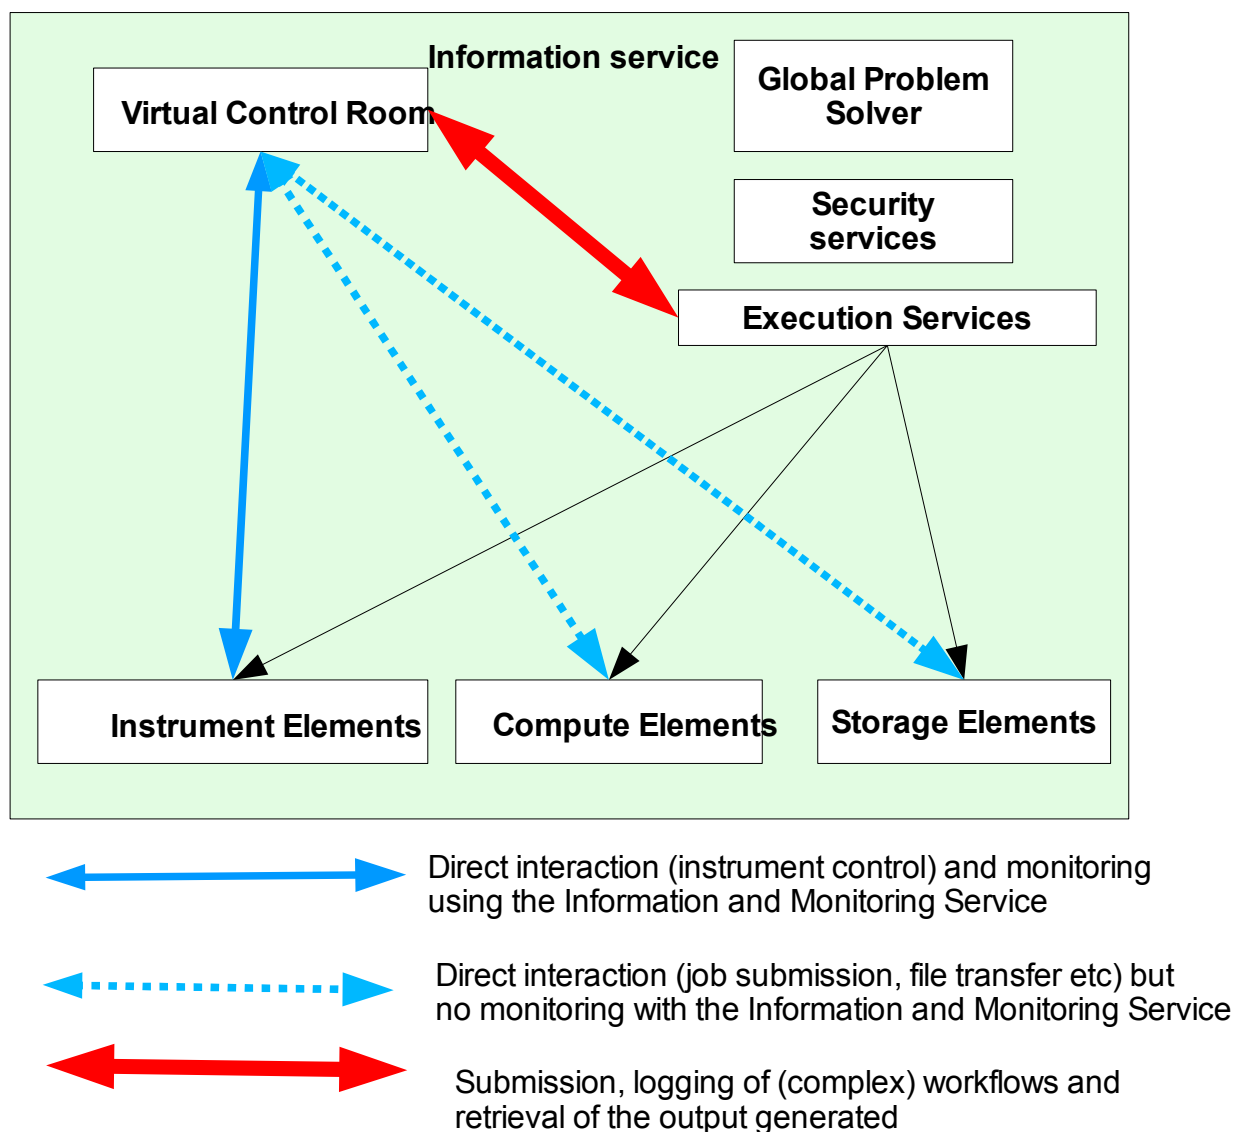 Information service
Virtual Control Room
Global Problem
Solver
Security
services
Execution Services
Instrument Elements
Compute Elements
Storage Elements
Direct interaction (instrument control) and monitoring
using the Information and Monitoring Service
Direct interaction (job submission, file transfer etc) but
no monitoring with the Information and Monitoring Service
Submission, logging of (complex) workflows and
retrieval of the output generated